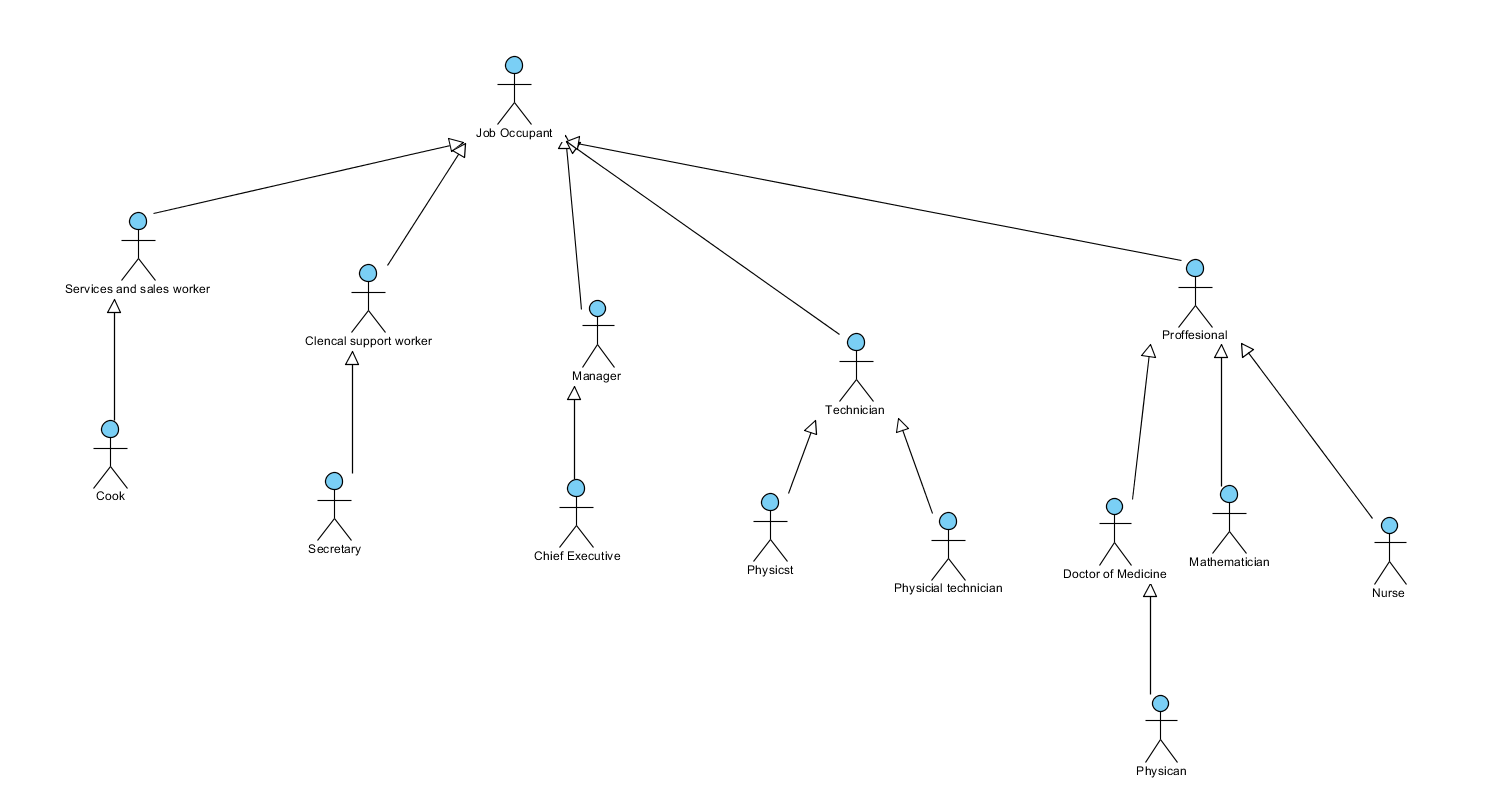 Job Occupant
Services and sales worker
Clencal support worker
Manager
Technician
Proffesional
Cook
Secretary
Chief Executive
Physicst
Physicial technician
Doctor of Medicine
Mathematician
Nurse
Physican